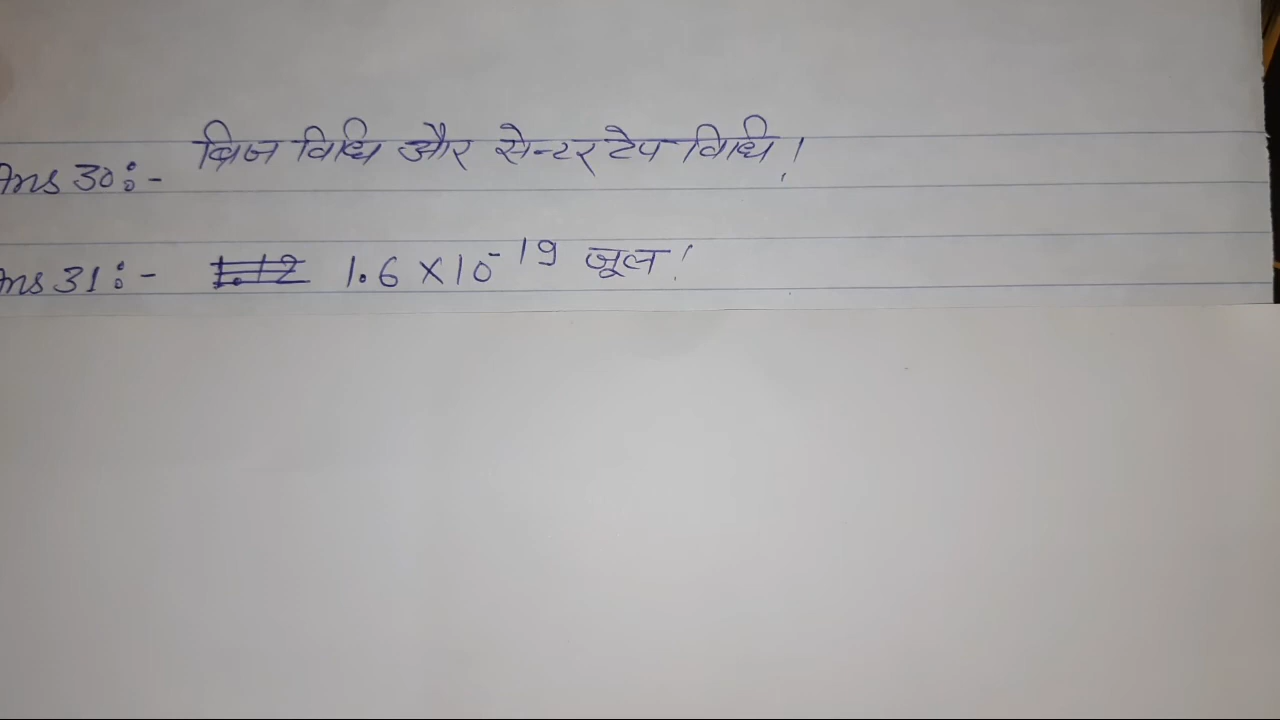 Ans 30:- ब्रिज विधि और सेन्टर टेप विधि।
Ans 31:- 1.6 × 10⁻¹⁹ जूल।